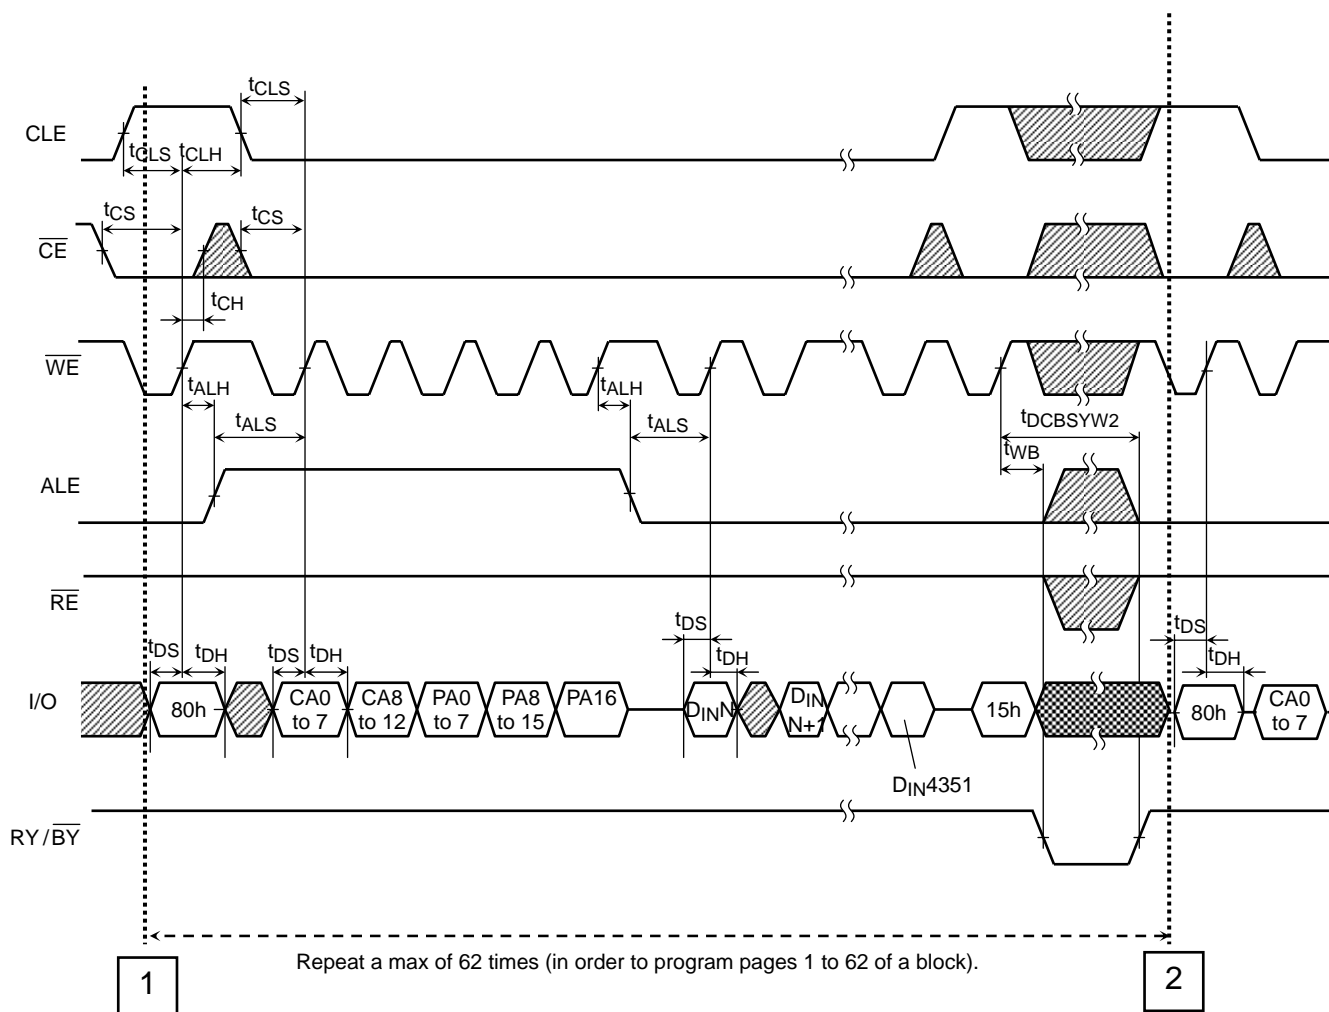 tCLS
CLE
tCLS tCLH
tCS tCS
CE
tCH
WE
tALH tALH
tALS tALS tDCBSYW2
tWB
ALE
RE
tDS tDH tDS tDH tDS tDH tDS tDH
I/O
80h
CA0 to 7
CA8 to 12
PA0 to 7
PA8 to 15
PA16
DIN N
DIN N+1
15h
80h
CA0 to 7
DIN4351
RY/BY
1
Repeat a max of 62 times (in order to program pages 1 to 62 of a block).
2